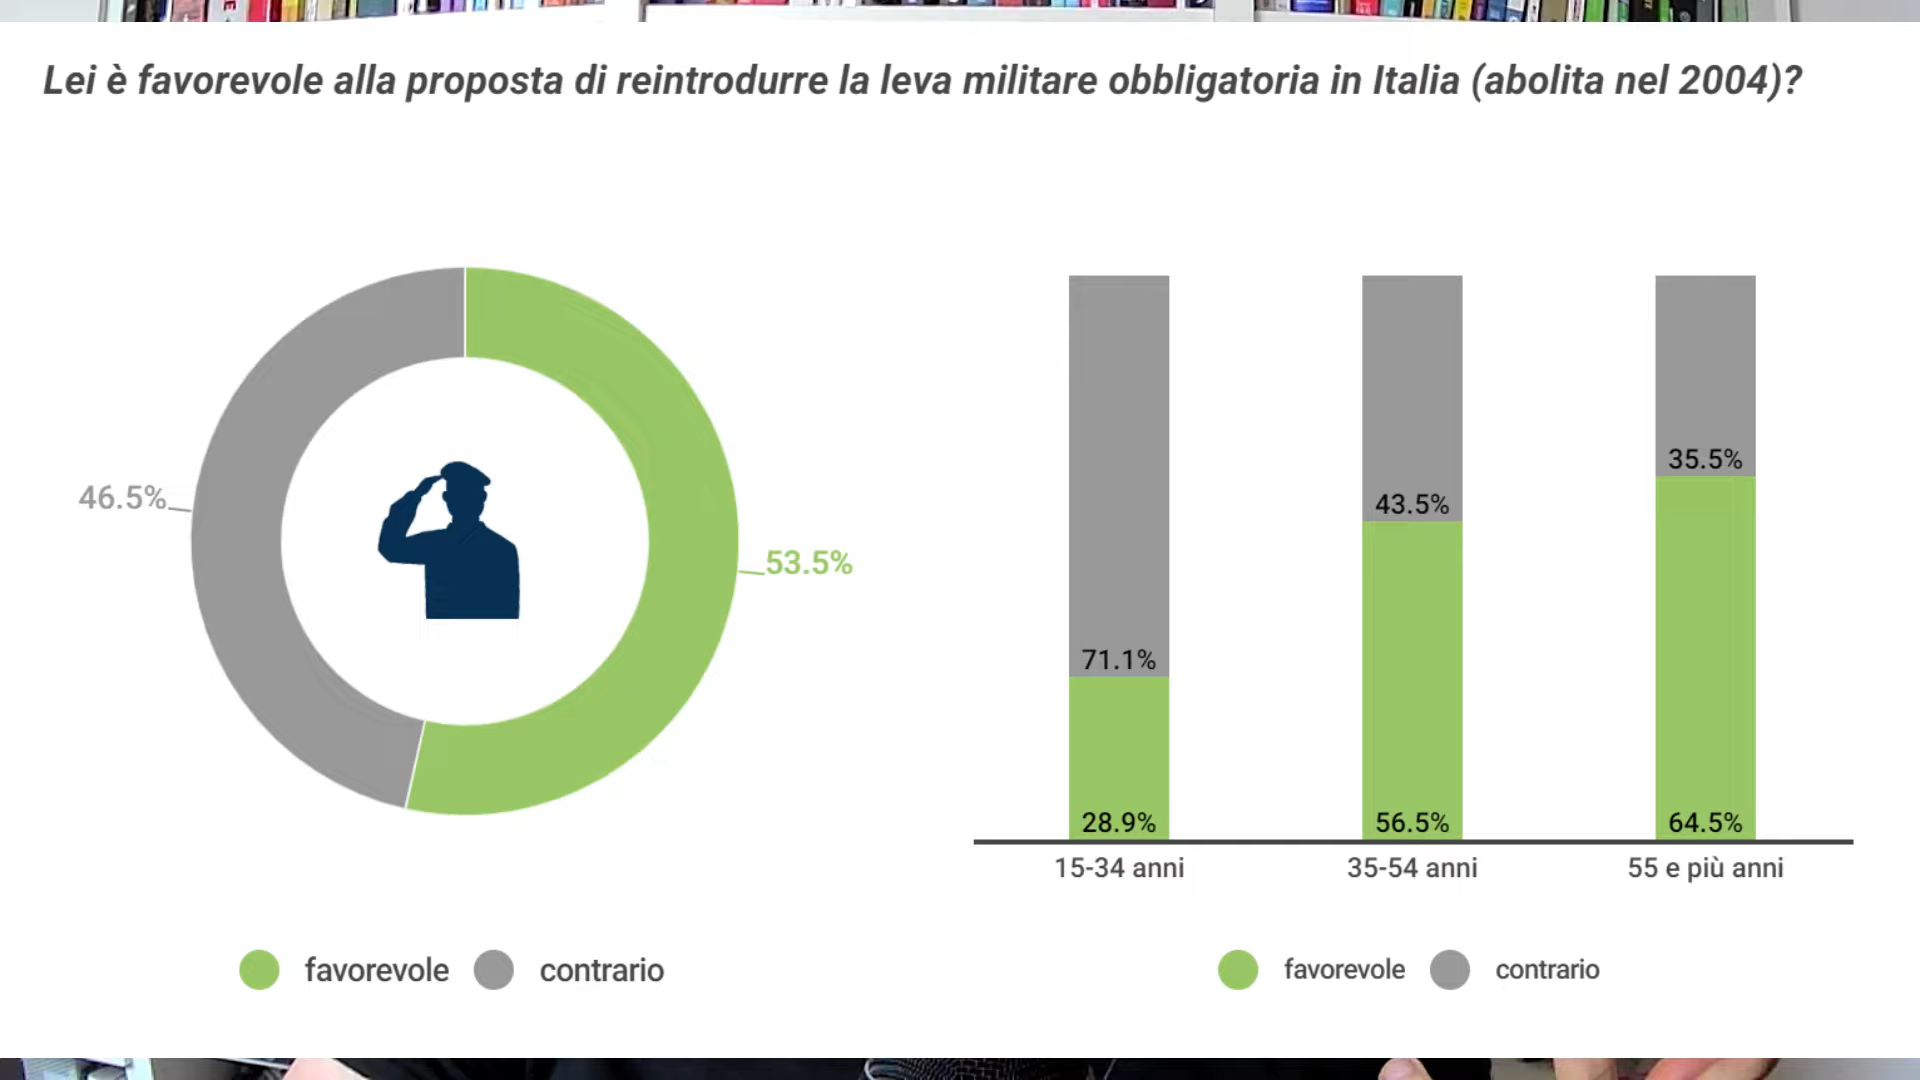 Lei è favorevole alla proposta di reintrodurre la leva militare obbligatoria in Italia (abolita nel 2004)?
46.5%
53.5%
favorevole contrario
35.5%
43.5%
71.1%
28.9% 56.5% 64.5%
15-34 anni 35-54 anni 55 e più anni
favorevole contrario